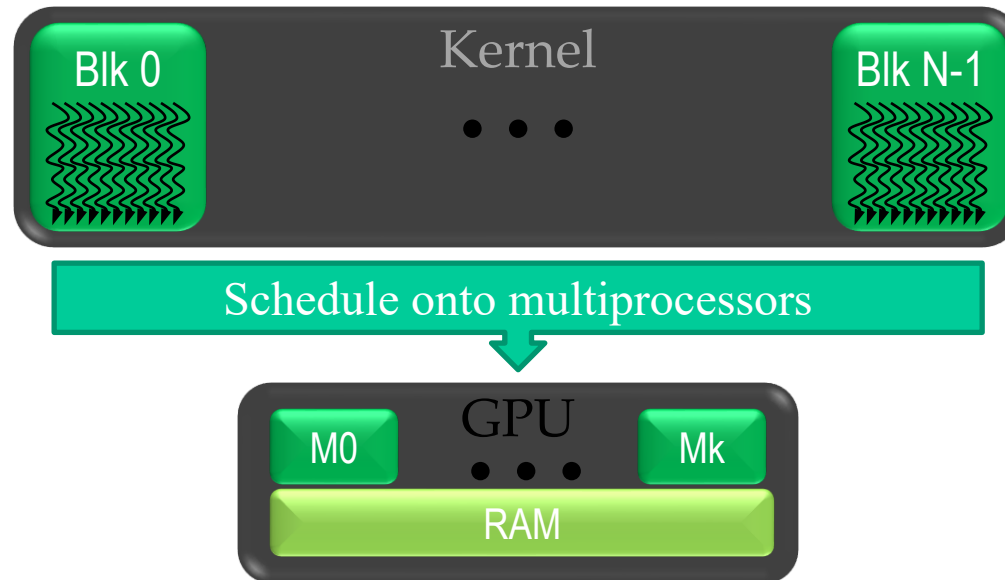 Kernel
Blk 0
Blk N-1
Schedule onto multiprocessors
GPU
M0
Mk
RAM